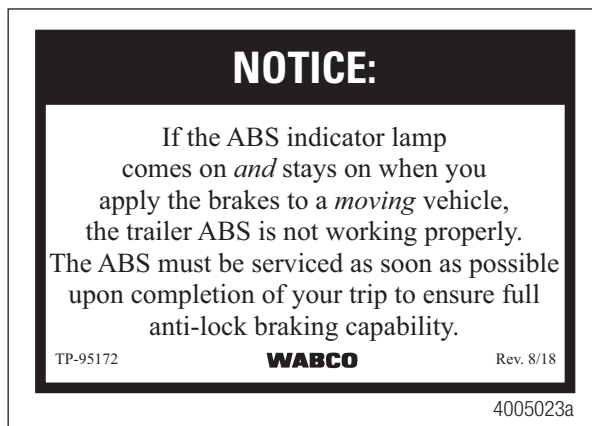 NOTICE:
If the ABS indicator lamp
comes on and stays on when you
apply the brakes to a moving vehicle,
the trailer ABS is not working properly.
The ABS must be serviced as soon as possible
upon completion of your trip to ensure full
anti-lock braking capability.
TP-95172 WABCO Rev. 8/18
4005023a